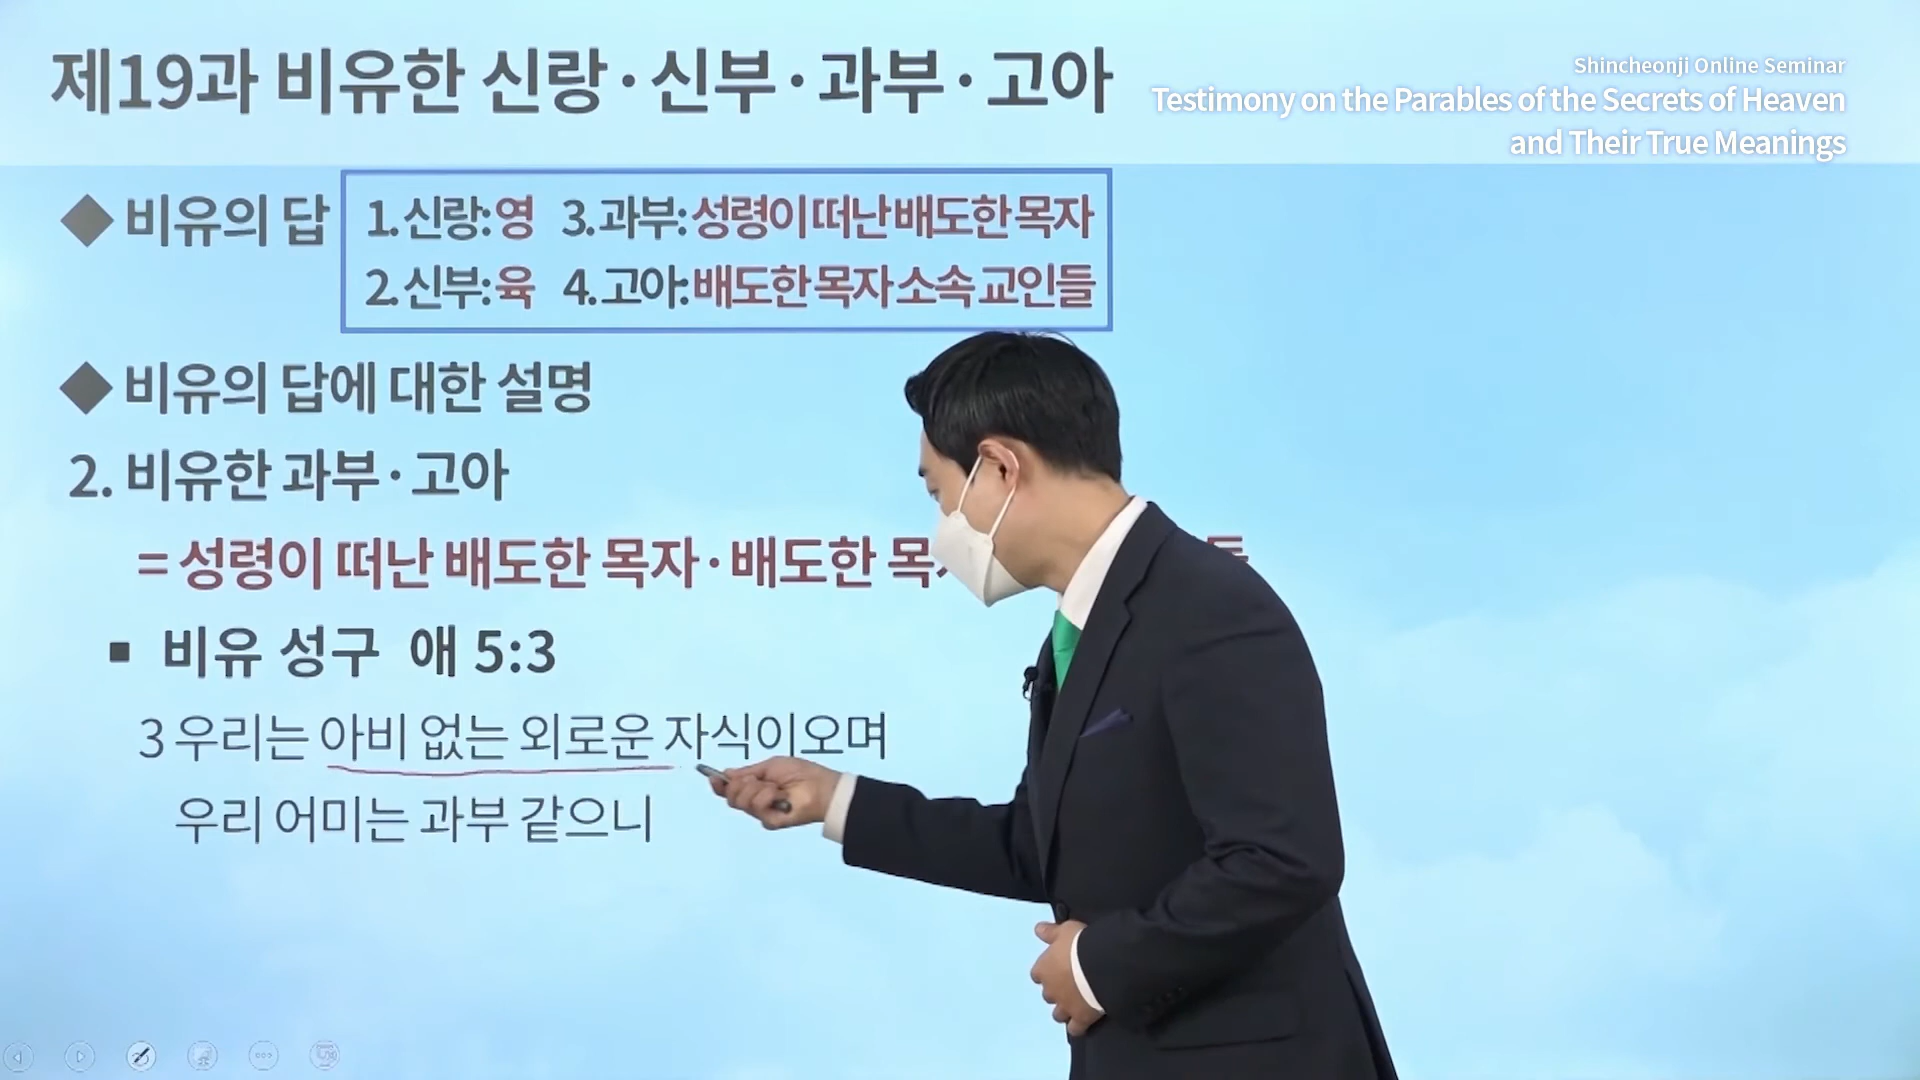 제19과 비유한 신랑·신부·과부·고아
Shincheonji Online Seminar
Testimony on the Parables of the Secrets of Heaven
and Their True Meanings
◆ 비유의 답
1. 신랑: 영 3. 과부: 성령이 떠난 배도한 목자
2. 신부: 육 4. 고아: 배도한 목자 소속 교인들
◆ 비유의 답에 대한 설명
2. 비유한 과부·고아
= 성령이 떠난 배도한 목자·배도한
▪ 비유 성구 애 5:3
3 우리는 아비 없는 외로운 자식이오며
우리 어미는 과부 같으니